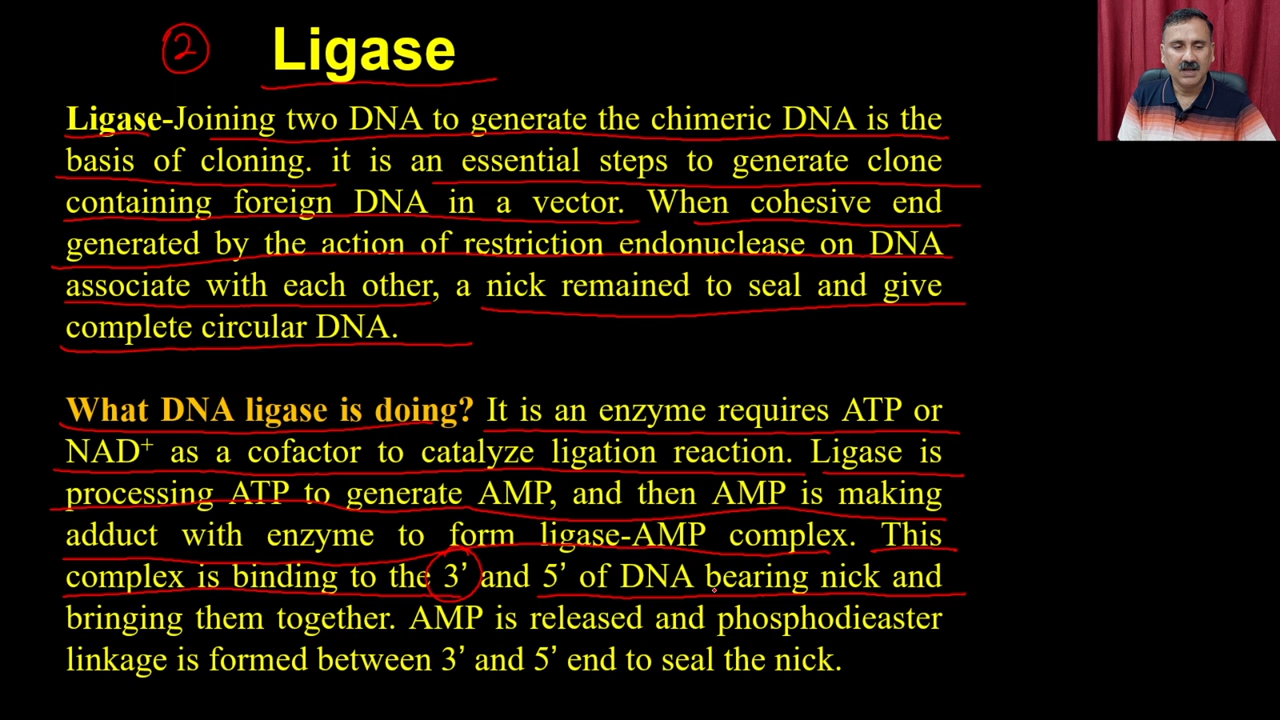 ② Ligase
Ligase-Joining two DNA to generate the chimeric DNA is the
basis of cloning. it is an essential steps to generate clone
containing foreign DNA in a vector. When cohesive end
generated by the action of restriction endonuclease on DNA
associate with each other, a nick remained to seal and give
complete circular DNA.
What DNA ligase is doing? It is an enzyme requires ATP or
NAD⁺ as a cofactor to catalyze ligation reaction. Ligase is
processing ATP to generate AMP, and then AMP is making
adduct with enzyme to form ligase-AMP complex. This
complex is binding to the 3’ and 5’ of DNA bearing nick and
bringing them together. AMP is released and phosphodieaster
linkage is formed between 3’ and 5’ end to seal the nick.